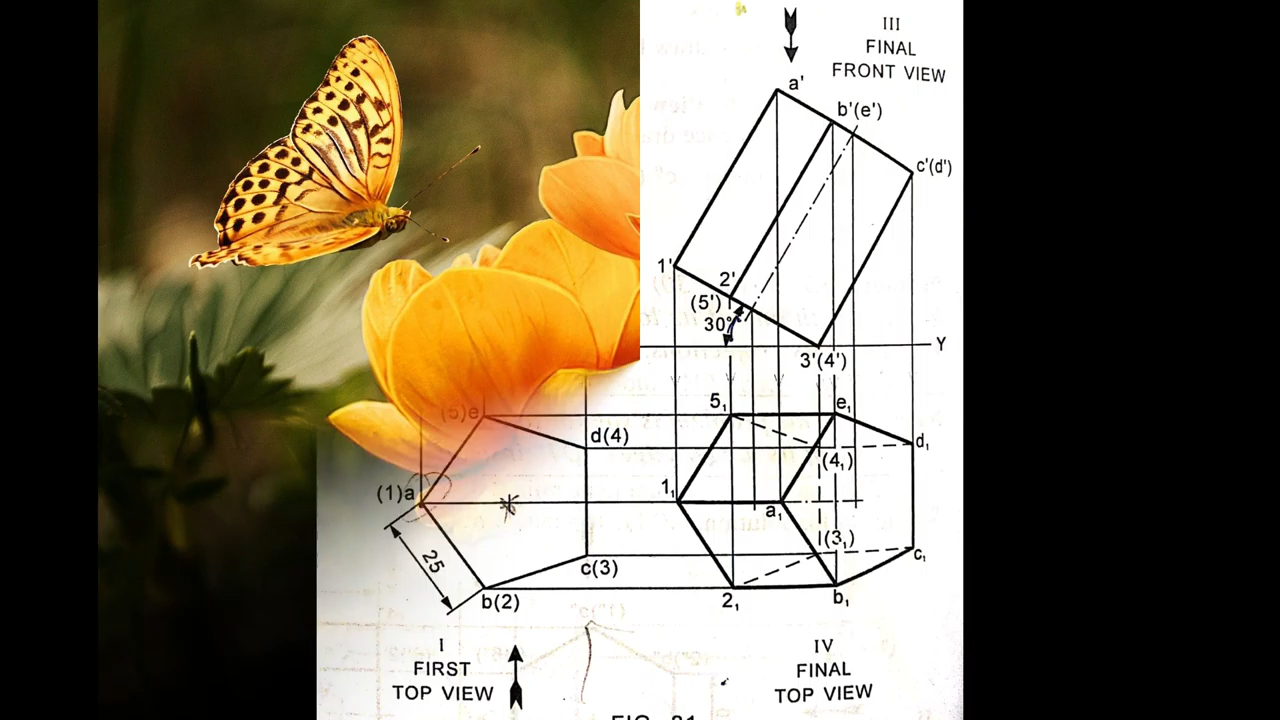 III
FINAL
FRONT VIEW
a'
b'(e')
c'(d')
1'
2'
(5')
30°
3'(4')
Y
5₁
e₁
(5)e
d(4)
d₁
(4₁)
(1)a
1₁
a₁
25
(3₁)
c₁
c(3)
b(2)
2₁
b₁
I
FIRST
TOP VIEW
IV
FINAL
TOP VIEW